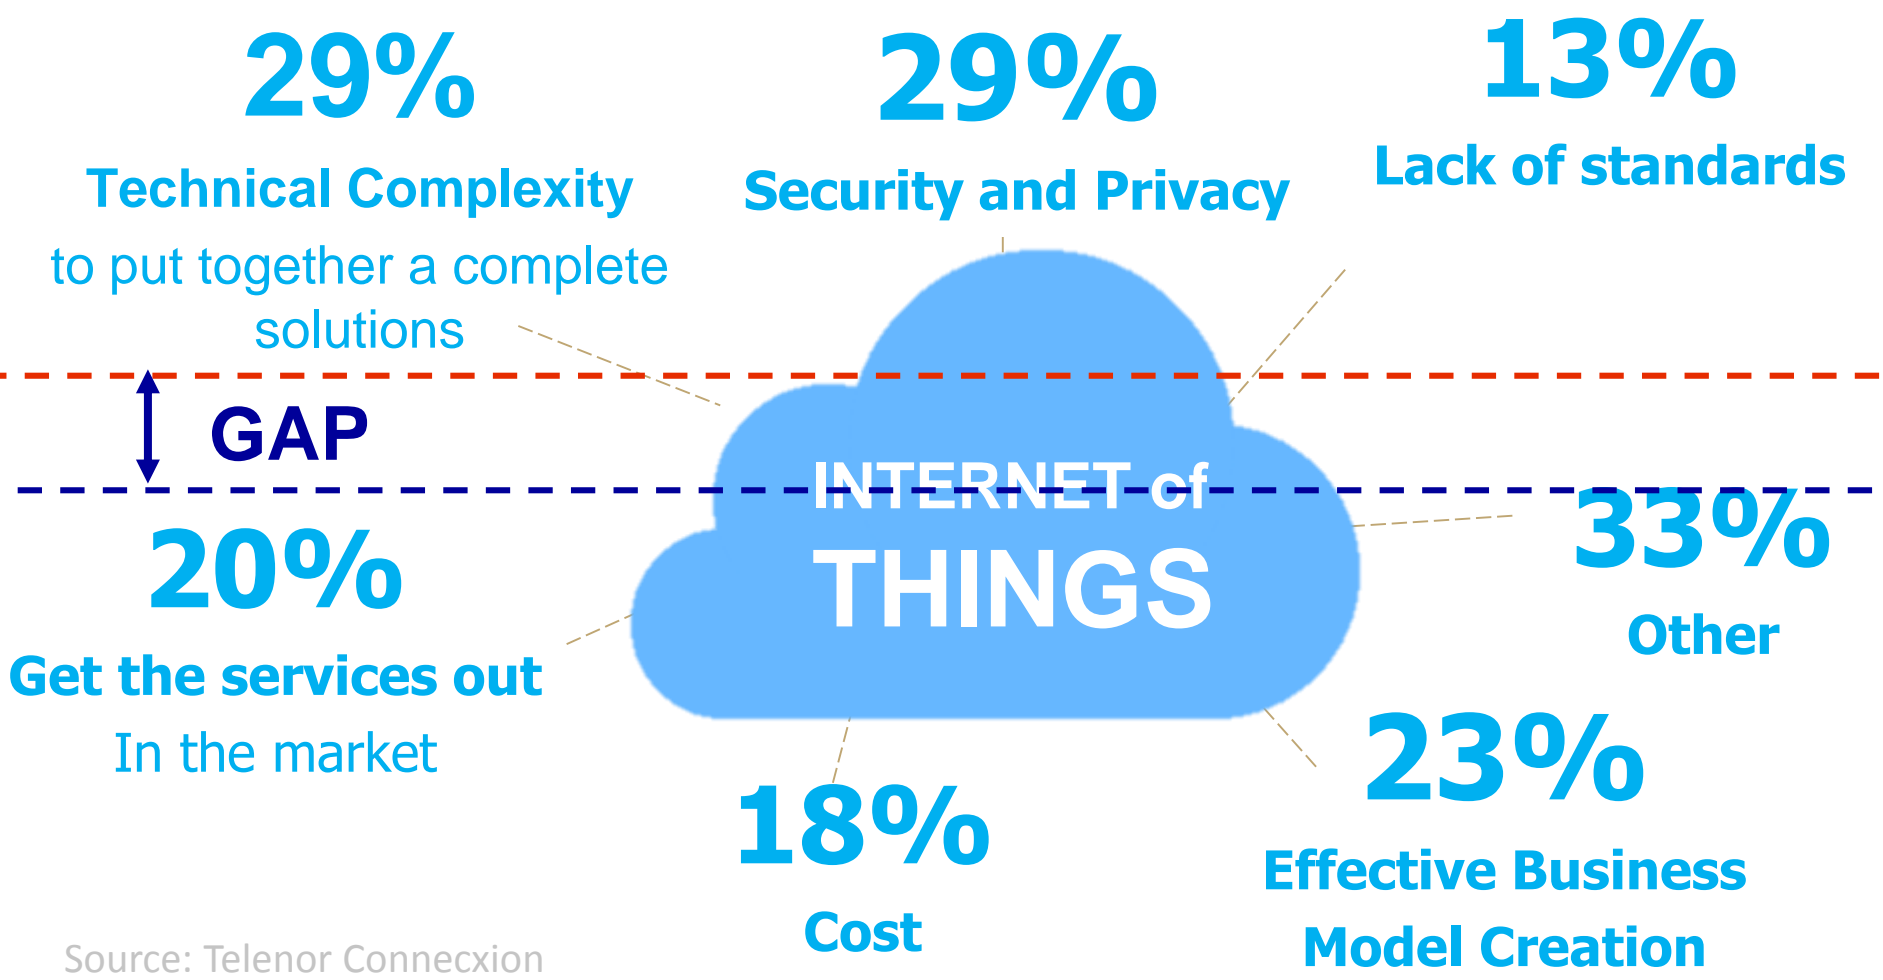 29%
Technical Complexity
to put together a complete
solutions
29%
Security and Privacy
13%
Lack of standards
GAP
INTERNET of
THINGS
20%
Get the services out
In the market
33%
Other
18%
Cost
23%
Effective Business
Model Creation
Source: Telenor Connecxion